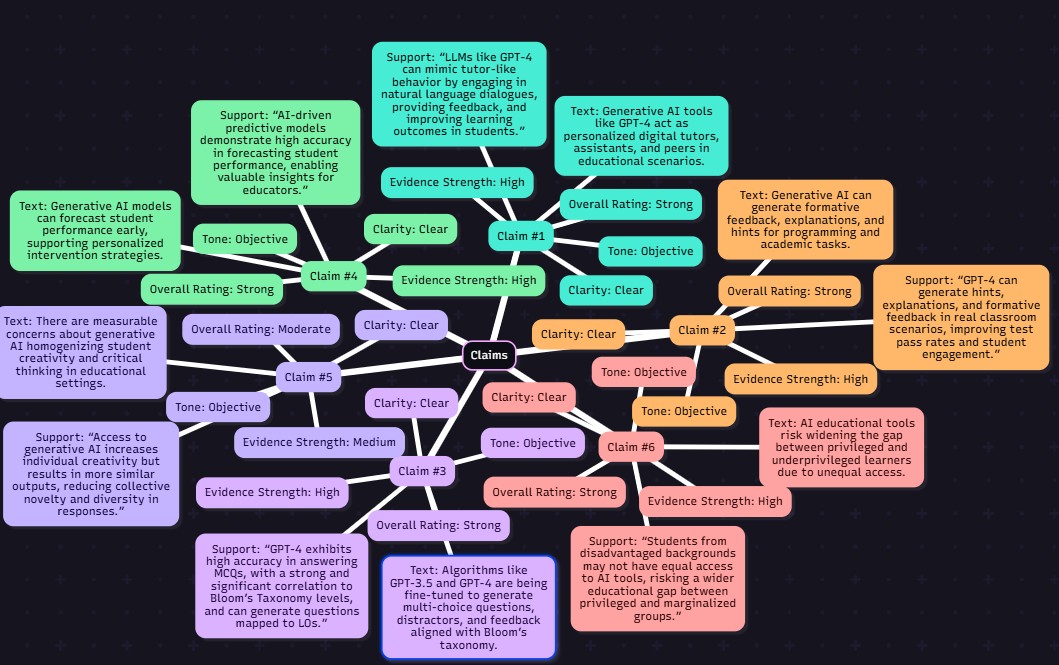 Support: “LLMs like GPT-4
can mimic tutor-like
behavior by engaging in
natural language dialogues,
providing feedback, and
improving learning
outcomes in students.”
Text: Generative AI tools
like GPT-4 act as
personalized digital tutors,
assistants, and peers in
educational scenarios.
Evidence Strength: High
Overall Rating: Strong
Claim #1
Tone: Objective
Clarity: Clear
Support: “AI-driven
predictive models
demonstrate high accuracy
in forecasting student
performance, enabling
valuable insights for
educators.”
Text: Generative AI models
can forecast student
performance early,
supporting personalized
intervention strategies.
Tone: Objective
Clarity: Clear
Claim #4
Overall Rating: Strong
Evidence Strength: High
Text: Generative AI can
generate formative
feedback, explanations, and
hints for programming and
academic tasks.
Overall Rating: Strong
Support: “GPT-4 can
generate hints,
explanations, and formative
feedback in real classroom
scenarios, improving test
pass rates and student
engagement.”
Clarity: Clear
Claim #2
Evidence Strength: High
Tone: Objective
Claims
Text: There are measurable
concerns about generative
AI homogenizing student
creativity and critical
thinking in educational
settings.
Overall Rating: Moderate
Clarity: Clear
Claim #5
Tone: Objective
Evidence Strength: Medium
Support: “Access to
generative AI increases
individual creativity but
results in more similar
outputs, reducing collective
novelty and diversity in
responses.”
Clarity: Clear
Tone: Objective
Claim #3
Evidence Strength: High
Overall Rating: Strong
Support: “GPT-4 exhibits
high accuracy in answering
MCQs, with a strong and
significant correlation to
Bloom’s Taxonomy levels,
and can generate questions
mapped to LOs.”
Text: Algorithms like
GPT-3.5 and GPT-4 are being
fine-tuned to generate
multi-choice questions,
distractors, and feedback
aligned with Bloom’s
taxonomy.
Tone: Objective
Clarity: Clear
Claim #6
Text: AI educational tools
risk widening the gap
between privileged and
underprivileged learners
due to unequal access.
Overall Rating: Strong
Evidence Strength: High
Support: “Students from
disadvantaged backgrounds
may not have equal access
to AI tools, risking a wider
educational gap between
privileged and marginalized
groups.”